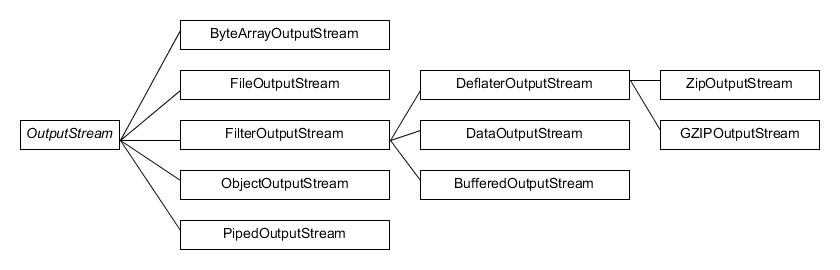 OutputStream
ByteArrayOutputStream
FileOutputStream
FilterOutputStream
ObjectOutputStream
PipedOutputStream
DeflaterOutputStream
DataOutputStream
BufferedOutputStream
ZipOutputStream
GZIPOutputStream